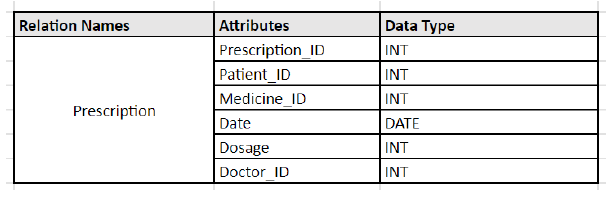 Relation Names Attributes Data Type
Prescription_ID INT
Patient_ID INT
Medicine_ID INT
Prescription
Date DATE
Dosage INT
Doctor_ID INT